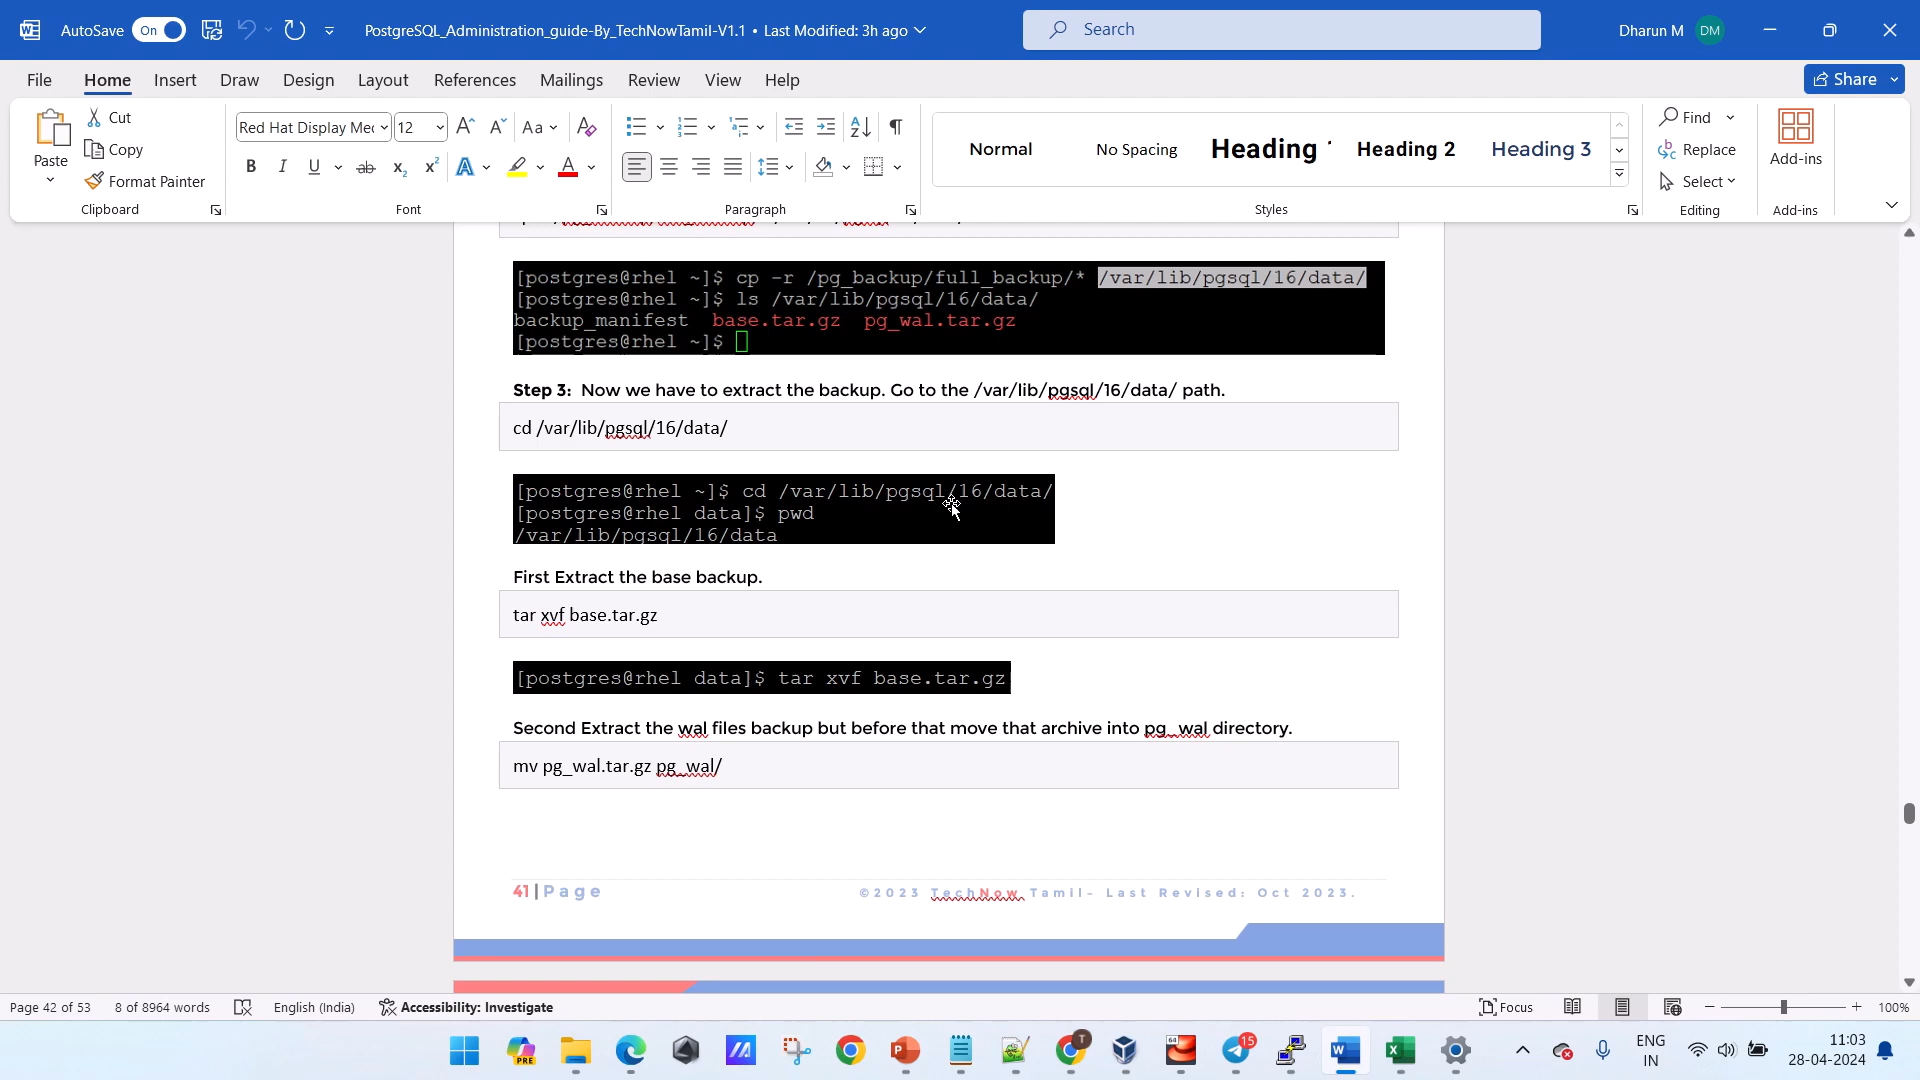 AutoSave On PostgreSQL_Administration_guide-By_TechNowTamil-V1.1 • Last Modified: 3h ago Search Dharun M DM
File Home Insert Draw Design Layout References Mailings Review View Help Share
Paste Cut Copy Format Painter Clipboard
Red Hat Display Mec 12 Font
Paragraph
Normal No Spacing Heading 1 Heading 2 Heading 3 Styles
Find Replace Select Editing
Add-ins Add-ins
[postgres@rhel ~]$ cp -r /pg_backup/full_backup/* /var/lib/pgsql/16/data/
[postgres@rhel ~]$ ls /var/lib/pgsql/16/data/
backup_manifest base.tar.gz pg_wal.tar.gz
[postgres@rhel ~]$
Step 3: Now we have to extract the backup. Go to the /var/lib/pgsql/16/data/ path.
cd /var/lib/pgsql/16/data/
[postgres@rhel ~]$ cd /var/lib/pgsql/16/data/
[postgres@rhel data]$ pwd
/var/lib/pgsql/16/data
First Extract the base backup.
tar xvf base.tar.gz
[postgres@rhel data]$ tar xvf base.tar.gz
Second Extract the wal files backup but before that move that archive into pg_wal directory.
mv pg_wal.tar.gz pg_wal/
41 | Page ©2023 TechNow Tamil- Last Revised: Oct 2023.
Page 42 of 53 8 of 8964 words English (India) Accessibility: Investigate Focus 100%
PRE 64 T 15 ENG IN 11:03 28-04-2024